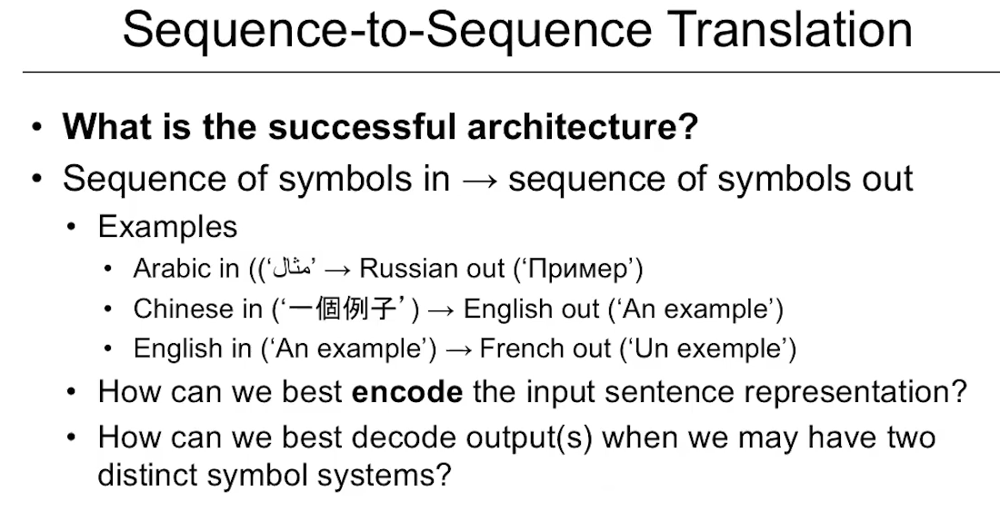 Sequence-to-Sequence Translation
• What is the successful architecture?
• Sequence of symbols in → sequence of symbols out
• Examples
• Arabic in ((‘مثال’ → Russian out (‘Пример’)
• Chinese in (‘一個例子’) → English out (‘An example’)
• English in (‘An example’) → French out (‘Un exemple’)
• How can we best encode the input sentence representation?
• How can we best decode output(s) when we may have two
distinct symbol systems?